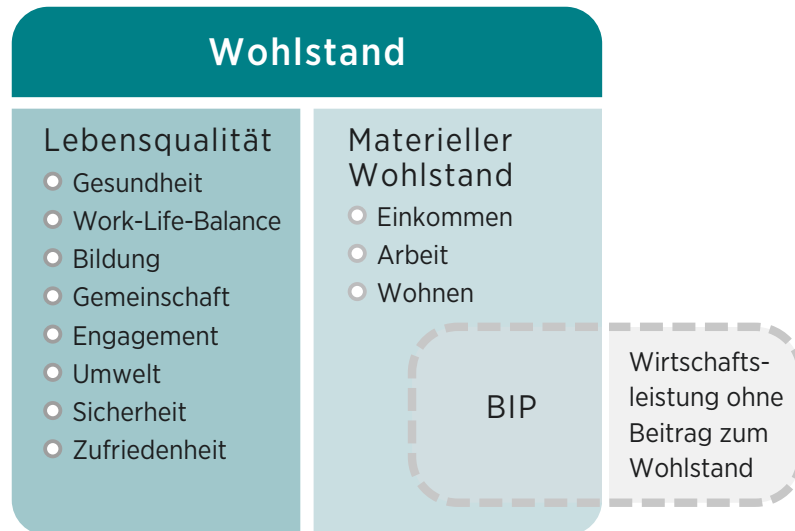 Wohlstand
Lebensqualität
Gesundheit
Work-Life-Balance
Bildung
Gemeinschaft
Engagement
Umwelt
Sicherheit
Zufriedenheit
Materieller
Wohlstand
Einkommen
Arbeit
Wohnen
BIP
Wirtschafts-
leistung ohne
Beitrag zum
Wohlstand